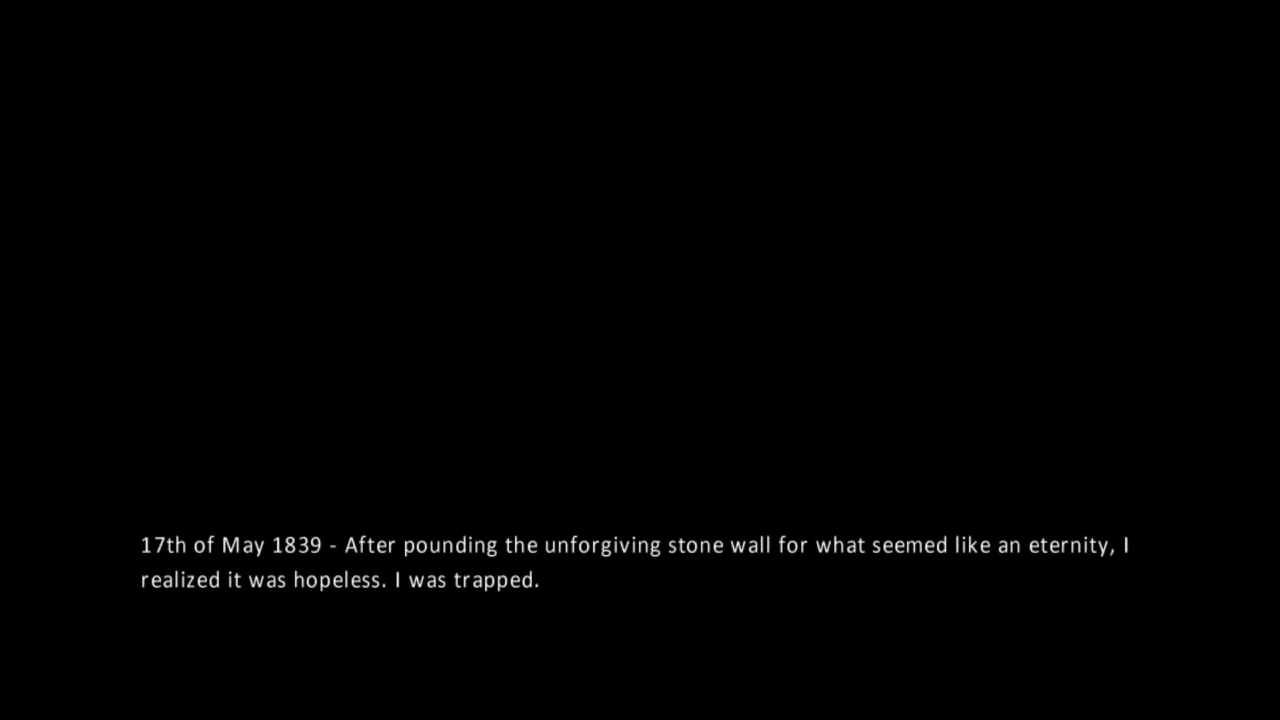 17th of May 1839 - After pounding the unforgiving stone wall for what seemed like an eternity, I
realized it was hopeless. I was trapped.